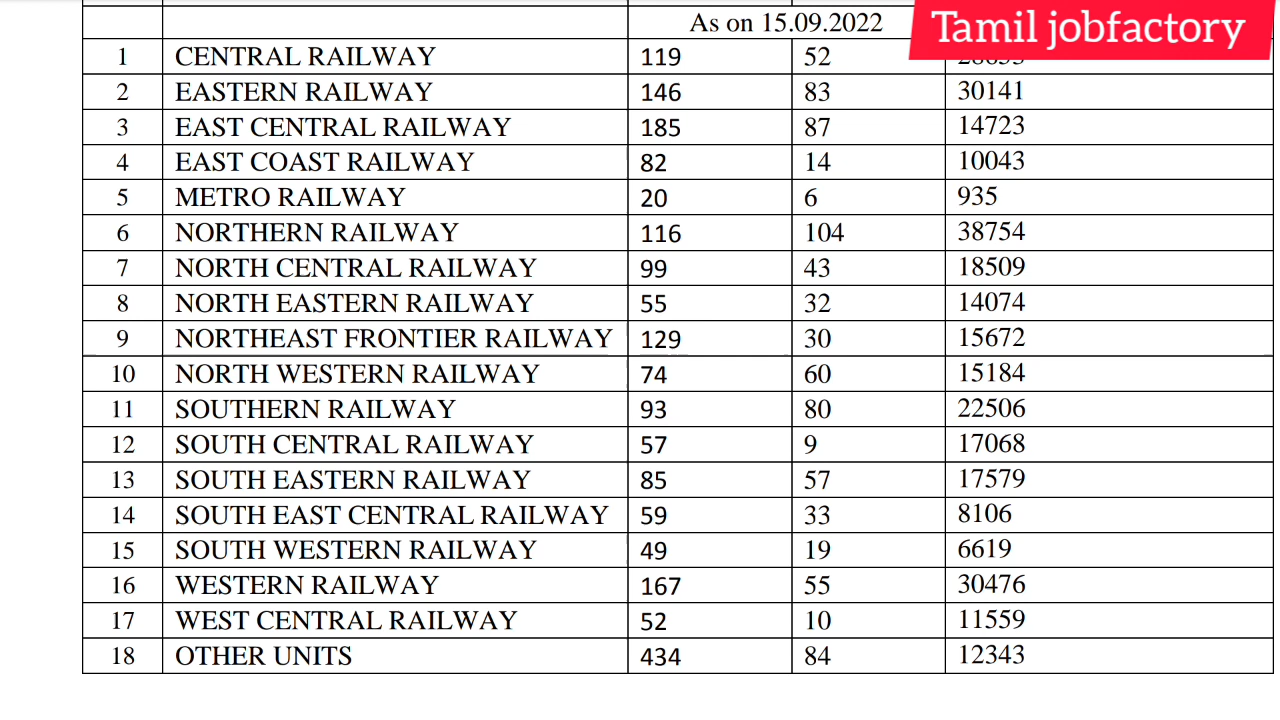 As on 15.09.2022
Tamil jobfactory
1 CENTRAL RAILWAY 119 52
2 EASTERN RAILWAY 146 83 30141
3 EAST CENTRAL RAILWAY 185 87 14723
4 EAST COAST RAILWAY 82 14 10043
5 METRO RAILWAY 20 6 935
6 NORTHERN RAILWAY 116 104 38754
7 NORTH CENTRAL RAILWAY 99 43 18509
8 NORTH EASTERN RAILWAY 55 32 14074
9 NORTHEAST FRONTIER RAILWAY 129 30 15672
10 NORTH WESTERN RAILWAY 74 60 15184
11 SOUTHERN RAILWAY 93 80 22506
12 SOUTH CENTRAL RAILWAY 57 9 17068
13 SOUTH EASTERN RAILWAY 85 57 17579
14 SOUTH EAST CENTRAL RAILWAY 59 33 8106
15 SOUTH WESTERN RAILWAY 49 19 6619
16 WESTERN RAILWAY 167 55 30476
17 WEST CENTRAL RAILWAY 52 10 11559
18 OTHER UNITS 434 84 12343